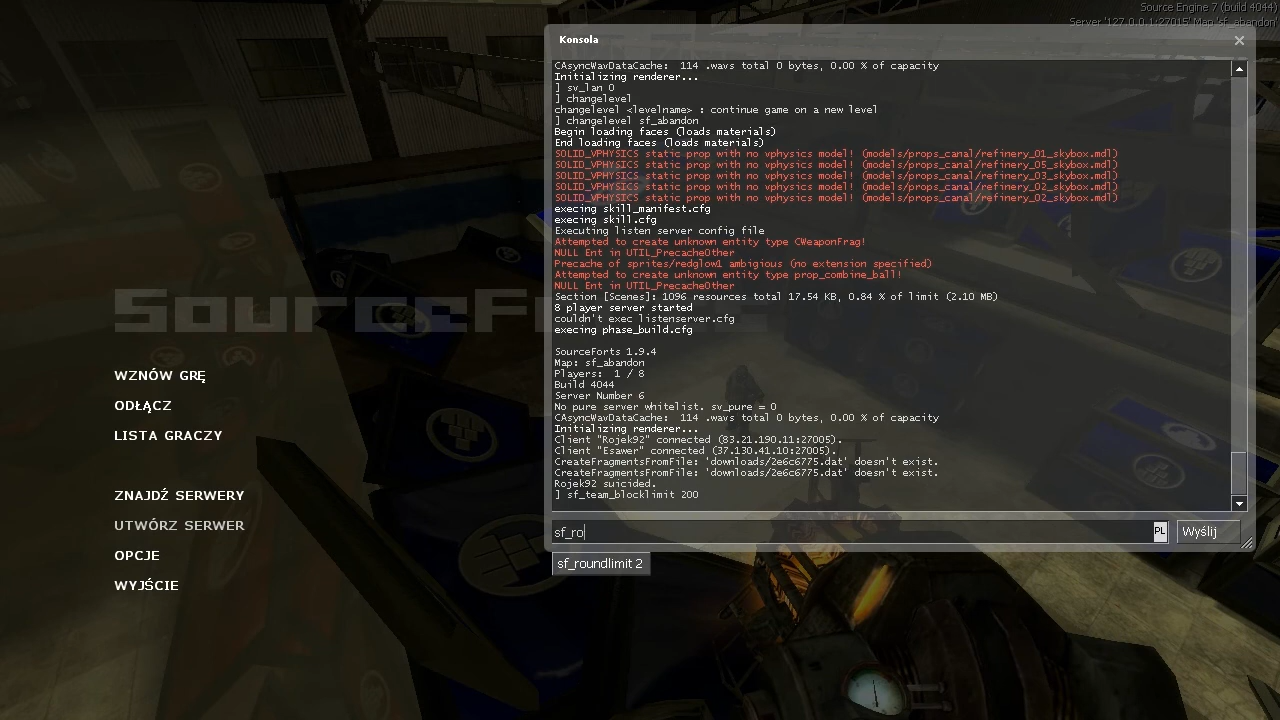 Source Engine 7 (build 4044)
Server '127.0.0.1:27015' Map 'sf_abandon'
Konsola
CAsyncWavDataCache:  114 .wavs total 0 bytes, 0.00 % of capacity
Initializing renderer...
] sv_lan 0
] changelevel
changelevel <levelname> : continue game on a new level
] changelevel sf_abandon
Begin loading faces (loads materials)
End loading faces (loads materials)
SOLID_VPHYSICS static prop with no vphysics model! (models/props_canal/refinery_01_skybox.mdl)
SOLID_VPHYSICS static prop with no vphysics model! (models/props_canal/refinery_05_skybox.mdl)
SOLID_VPHYSICS static prop with no vphysics model! (models/props_canal/refinery_03_skybox.mdl)
SOLID_VPHYSICS static prop with no vphysics model! (models/props_canal/refinery_02_skybox.mdl)
SOLID_VPHYSICS static prop with no vphysics model! (models/props_canal/refinery_02_skybox.mdl)
execing skill_manifest.cfg
execing skill.cfg
Executing listen server config file
Attempted to create unknown entity type CWeaponFrag!
NULL Ent in UTIL_PrecacheOther
Precache of sprites/redglow1 ambigious (no extension specified)
Attempted to create unknown entity type prop_combine_ball!
NULL Ent in UTIL_PrecacheOther
Section [Scenes]: 1096 resources total 17.54 KB, 0.84 % of limit (2.10 MB)
8 player server started
couldn't exec listenserver.cfg
execing phase_build.cfg
SourceForts 1.9.4
Map: sf_abandon
Players:  1 / 8
Build 4044
Server Number 6
No pure server whitelist. sv_pure = 0
CAsyncWavDataCache:  114 .wavs total 0 bytes, 0.00 % of capacity
Initializing renderer...
Client "Rojek92" connected (83.21.190.11:27005).
Client "Esawer" connected (37.130.41.10:27005).
CreateFragmentsFromFile: 'downloads/2e6c6775.dat' doesn't exist.
CreateFragmentsFromFile: 'downloads/2e6c6775.dat' doesn't exist.
Rojek92 suicided.
] sf_team_blocklimit 200
sf_ro
PL
Wyślij
sf_roundlimit 2
SourceF
WZNÓW GRĘ
ODŁĄCZ
LISTA GRACZY
ZNAJDŹ SERWERY
UTWÓRZ SERWER
OPCJE
WYJŚCIE